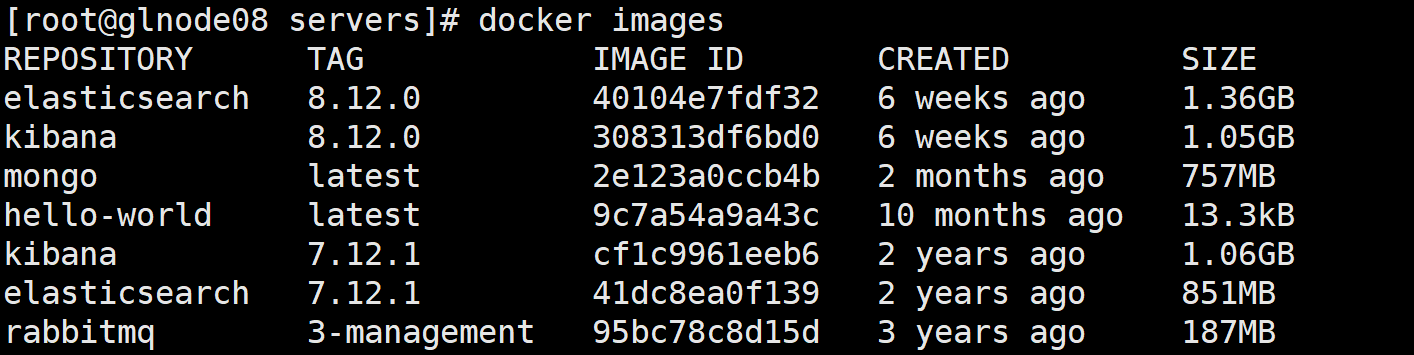 [root@glnode08 servers]# docker images
REPOSITORY      TAG            IMAGE ID       CREATED         SIZE
elasticsearch   8.12.0         40104e7fdf32   6 weeks ago     1.36GB
kibana          8.12.0         308313df6bd0   6 weeks ago     1.05GB
mongo           latest         2e123a0ccb4b   2 months ago    757MB
hello-world     latest         9c7a54a9a43c   10 months ago   13.3kB
kibana          7.12.1         cf1c9961eeb6   2 years ago     1.06GB
elasticsearch   7.12.1         41dc8ea0f139   2 years ago     851MB
rabbitmq        3-management   95bc78c8d15d   3 years ago     187MB